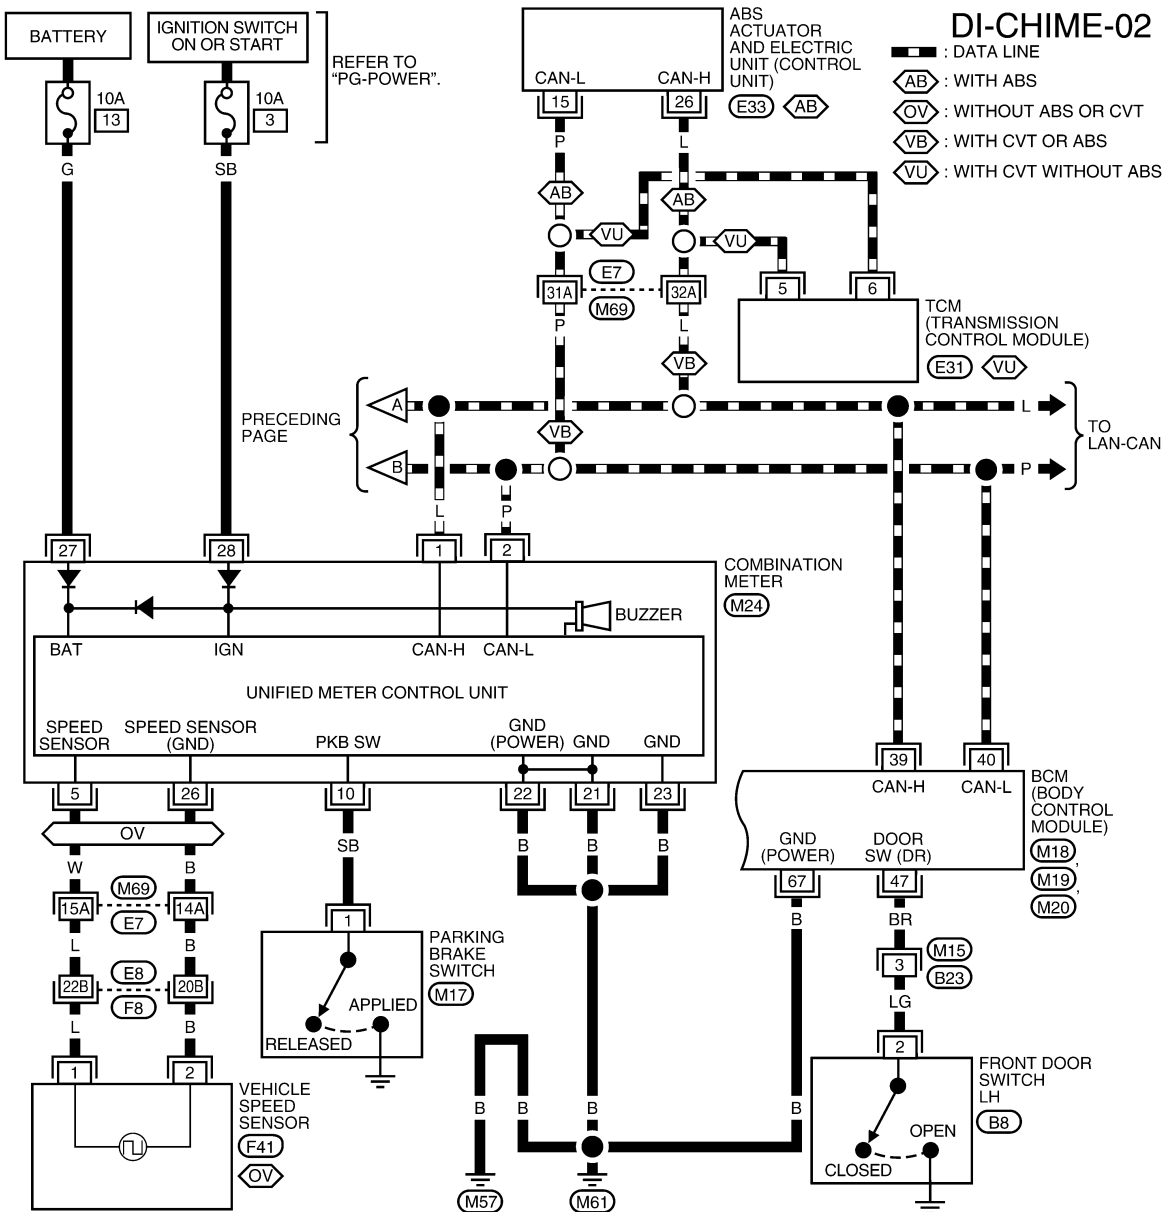 DI-CHIME-02
BATTERY
IGNITION SWITCH
ON OR START
REFER TO
“PG-POWER”.
10A
13
10A
3
G
SB
ABS
ACTUATOR
AND ELECTRIC
UNIT (CONTROL
UNIT)
E33
AB
CAN-L
CAN-H
15
26
: DATA LINE
AB : WITH ABS
OV : WITHOUT ABS OR CVT
VB : WITH CVT OR ABS
VU : WITH CVT WITHOUT ABS
P
L
AB
AB
VU
VU
E7
31A
32A
M69
5
6
P
L
TCM
(TRANSMISSION
CONTROL MODULE)
E31
VU
VB
PRECEDING
PAGE
A
B
VB
L
P
TO
LAN-CAN
L
P
27
28
1
2
COMBINATION
METER
M24
BUZZER
BAT
IGN
CAN-H
CAN-L
UNIFIED METER CONTROL UNIT
SPEED
SENSOR
SPEED SENSOR
(GND)
PKB SW
GND
(POWER)
GND
GND
5
26
10
22
21
23
OV
W
B
SB
B
B
B
39
40
CAN-H
CAN-L
BCM
(BODY
CONTROL
MODULE)
M18 ,
M19 ,
M20
GND
(POWER)
DOOR
SW (DR)
67
47
B
BR
M69
15A
14A
E7
L
B
E8
22B
20B
F8
L
B
1
2
VEHICLE
SPEED
SENSOR
F41
OV
1
PARKING
BRAKE
SWITCH
M17
APPLIED
RELEASED
M15
3
B23
LG
2
FRONT DOOR
SWITCH
LH
B8
OPEN
CLOSED
B
B
B
B
M57
M61